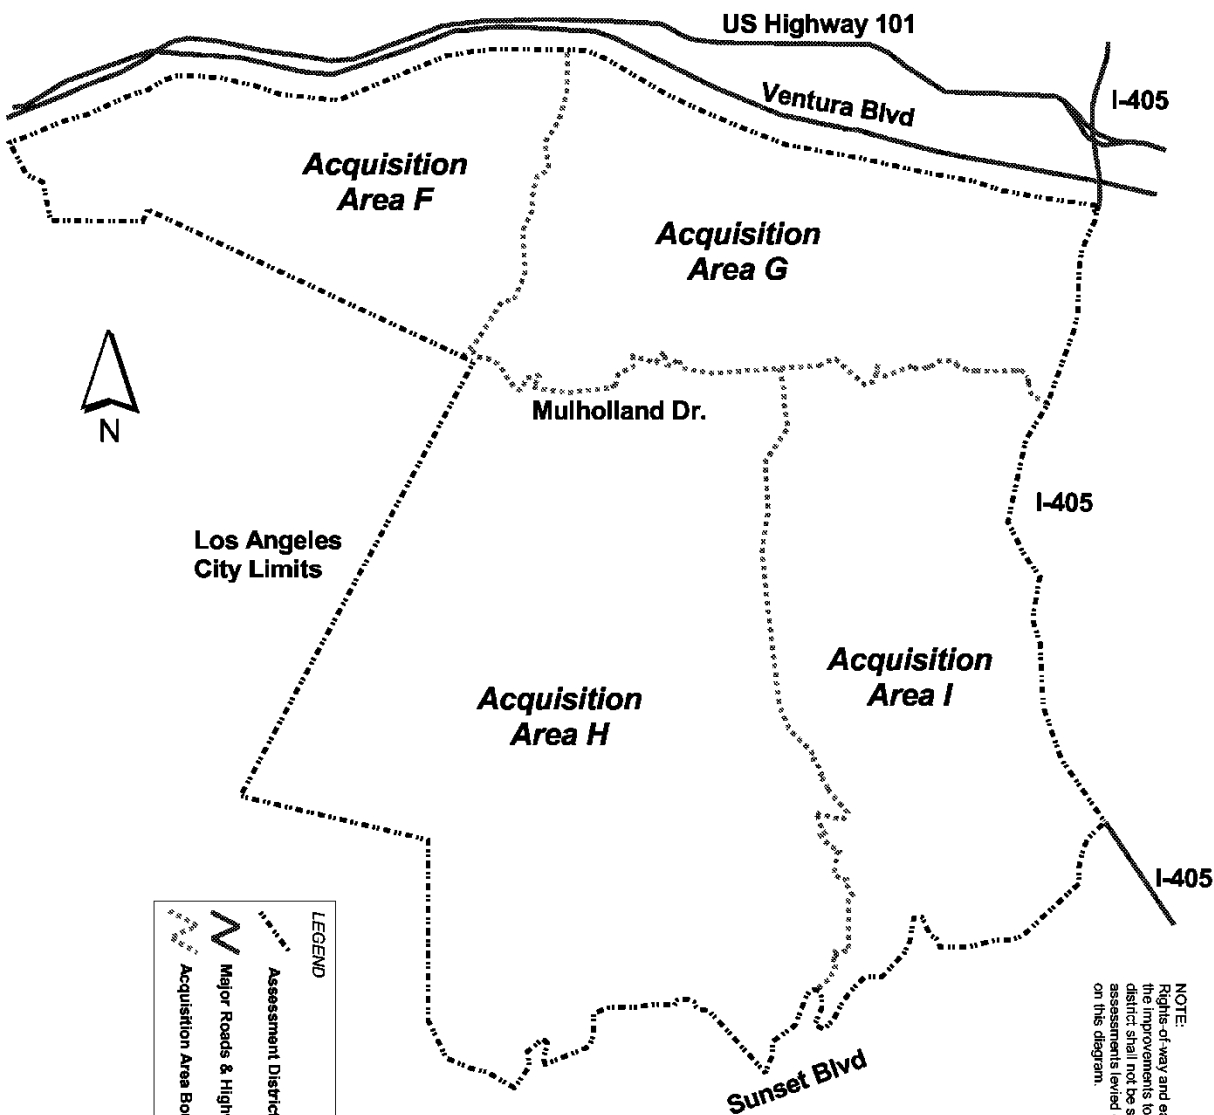 US Highway 101
I-405
Ventura Blvd
Acquisition
Area F
Acquisition
Area G
N
Mulholland Dr.
I-405
Los Angeles
City Limits
Acquisition
Area I
Acquisition
Area H
I-405
Sunset Blvd
LEGEND
Assessment District
Major Roads & High
Acquisition Area Bo
NOTE:
Rights-of-way and ea
the improvements to
district shall not be s
assessments levied
on this diagram.